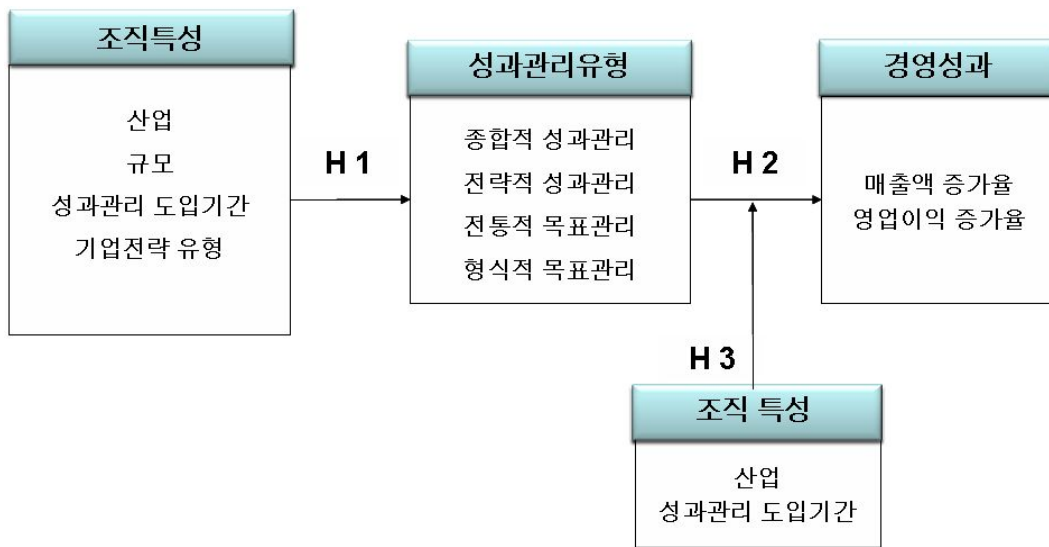 조직특성
산업
규모
성과관리 도입기간
기업전략 유형
H 1
성과관리유형
종합적 성과관리
전략적 성과관리
전통적 목표관리
형식적 목표관리
H 2
경영성과
매출액 증가율
영업이익 증가율
H 3
조직 특성
산업
성과관리 도입기간